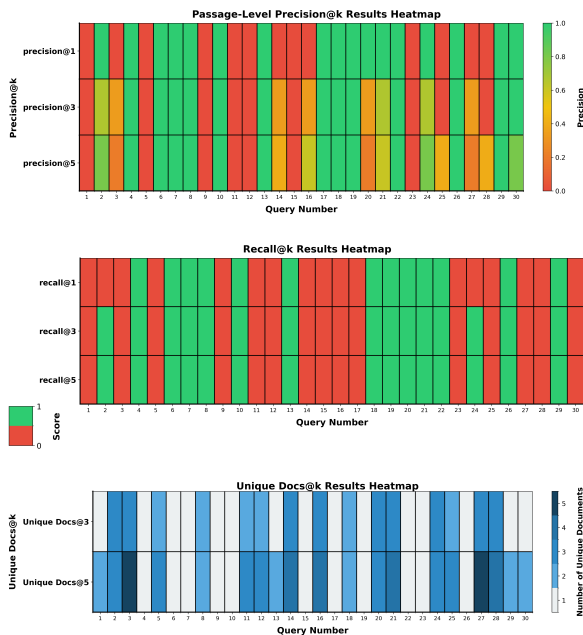 Passage-Level Precision@k Results Heatmap
precision@1
precision@3
precision@5
Precision@k
1 2 3 4 5 6 7 8 9 10 11 12 13 14 15 16 17 18 19 20 21 22 23 24 25 26 27 28 29 30
Query Number
1.0
0.8
0.6
0.4
0.2
0.0
Precision
Recall@k Results Heatmap
recall@1
recall@3
recall@5
1 2 3 4 5 6 7 8 9 10 11 12 13 14 15 16 17 18 19 20 21 22 23 24 25 26 27 28 29 30
Query Number
1
0
Score
Unique Docs@k Results Heatmap
Unique Docs@3
Unique Docs@5
Unique Docs@k
1 2 3 4 5 6 7 8 9 10 11 12 13 14 15 16 17 18 19 20 21 22 23 24 25 26 27 28 29 30
Query Number
5
4
3
2
1
Number of Unique Documents